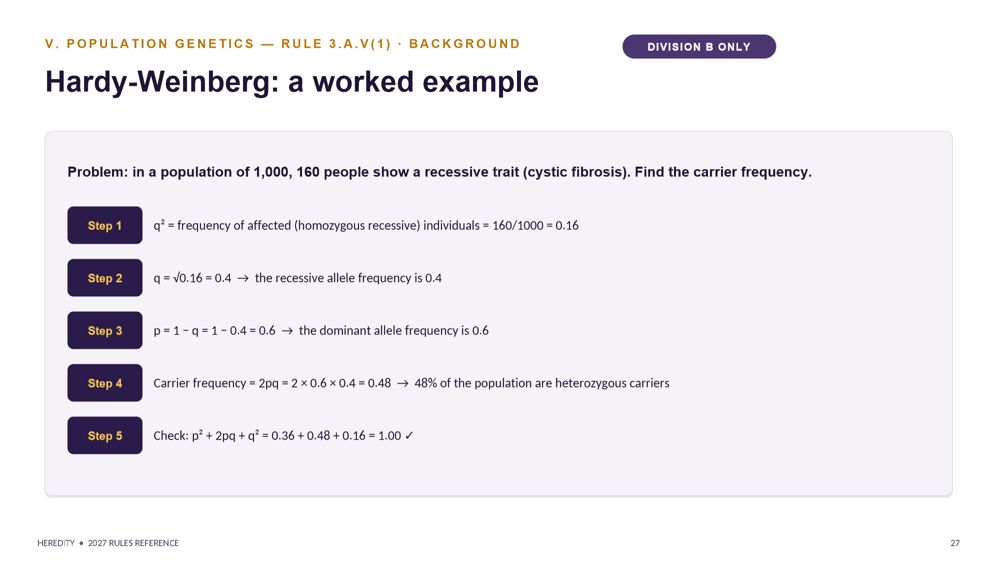 V. POPULATION GENETICS — RULE 3.A.V(1) · BACKGROUND
DIVISION B ONLY
Hardy-Weinberg: a worked example
Problem: in a population of 1,000, 160 people show a recessive trait (cystic fibrosis). Find the carrier frequency.
Step 1
q² = frequency of affected (homozygous recessive) individuals = 160/1000 = 0.16
Step 2
q = √0.16 = 0.4 → the recessive allele frequency is 0.4
Step 3
p = 1 − q = 1 − 0.4 = 0.6 → the dominant allele frequency is 0.6
Step 4
Carrier frequency = 2pq = 2 × 0.6 × 0.4 = 0.48 → 48% of the population are heterozygous carriers
Step 5
Check: p² + 2pq + q² = 0.36 + 0.48 + 0.16 = 1.00 ✓
HEREDITY • 2027 RULES REFERENCE
27